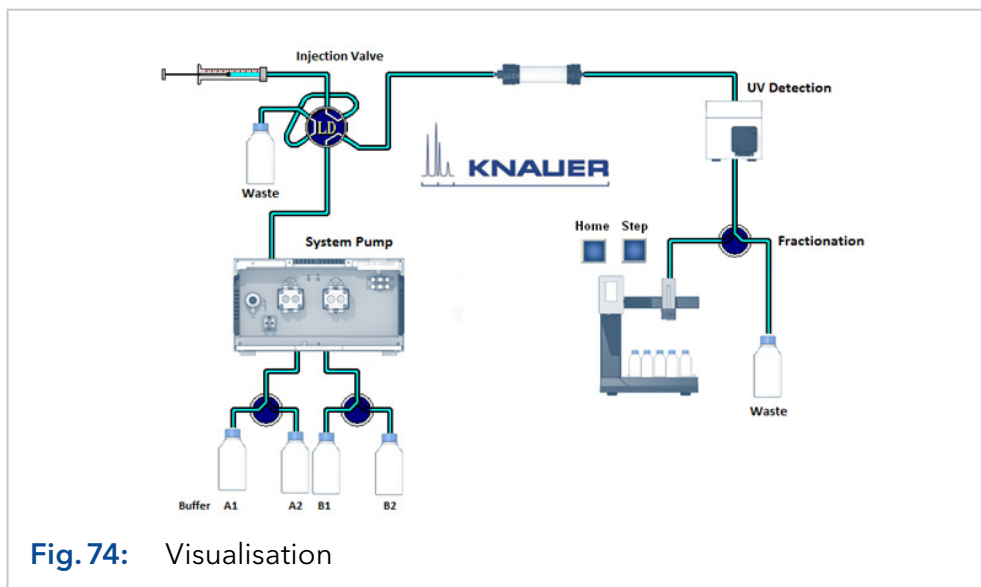 Injection Valve
UV Detection
LD
Waste
KNAUER
Home Step
Fractionation
System Pump
Waste
Buffer A1 A2 B1 B2
Fig. 74: Visualisation